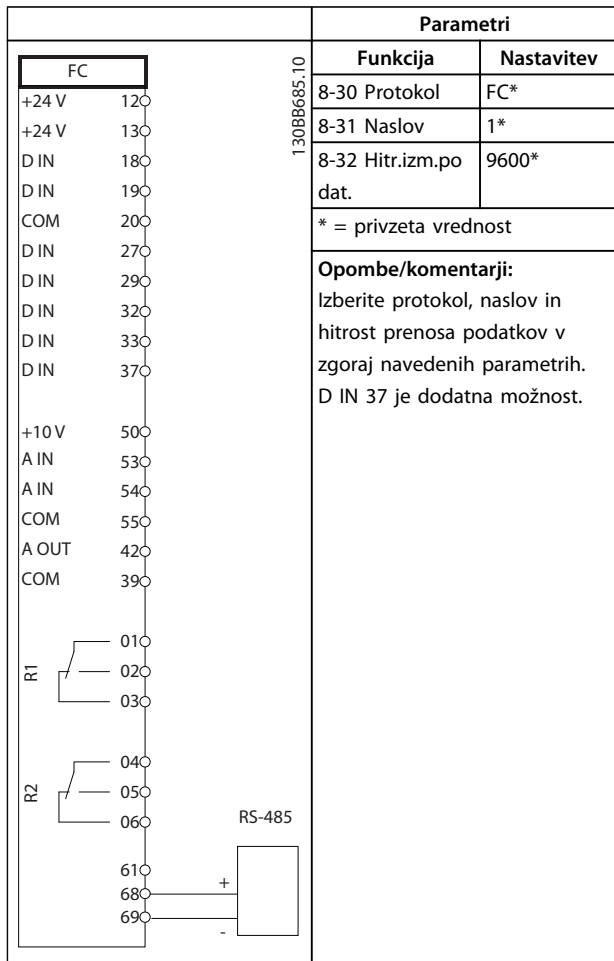 Parametri
FC
130BB685.10
Funkcija Nastavitev
+24 V 12
8-30 Protokol FC*
+24 V 13
8-31 Naslov 1*
D IN 18
8-32 Hitr.izm.po 9600*
dat.
D IN 19
* = privzeta vrednost
COM 20
D IN 27
D IN 29
D IN 32
D IN 33
D IN 37
Opombe/komentarji:
Izberite protokol, naslov in
hitrost prenosa podatkov v
zgoraj navedenih parametrih.
D IN 37 je dodatna možnost.
+10 V 50
A IN 53
A IN 54
COM 55
A OUT 42
COM 39
R1
01
02
03
R2
04
05
06
RS-485
61
68 +
69 -